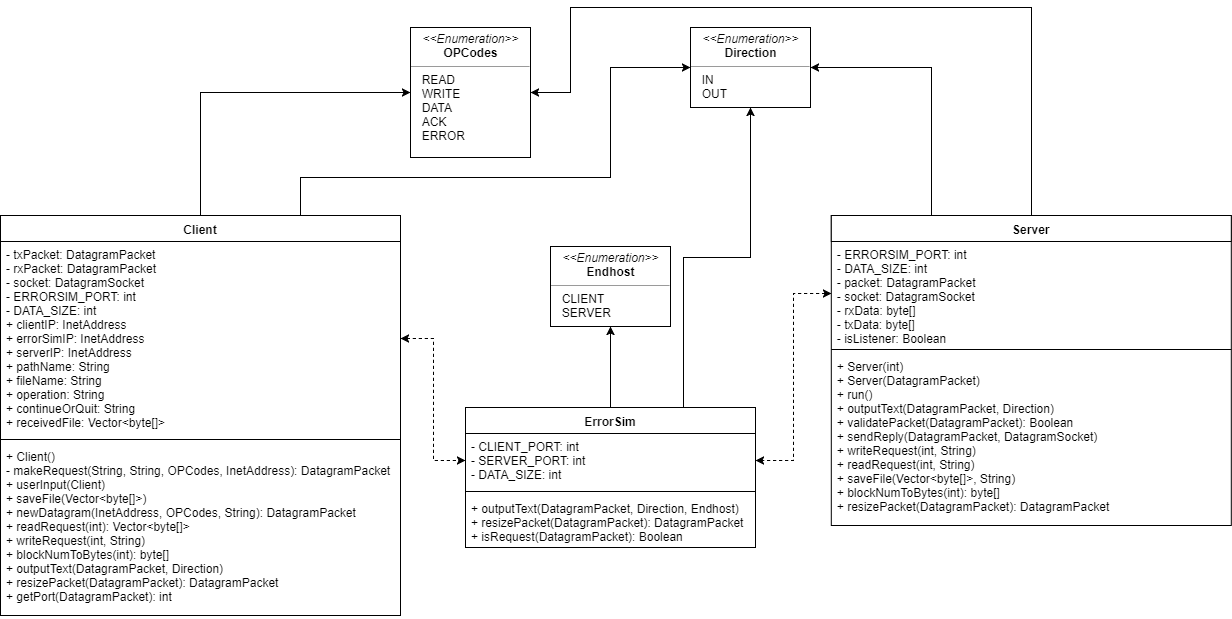 <<Enumeration>>
OPCodes
READ
WRITE
DATA
ACK
ERROR
<<Enumeration>>
Direction
IN
OUT
Client
- txPacket: DatagramPacket
- rxPacket: DatagramPacket
- socket: DatagramSocket
- ERRORSIM_PORT: int
- DATA_SIZE: int
+ clientIP: InetAddress
+ errorSimIP: InetAddress
+ serverIP: InetAddress
+ pathName: String
+ fileName: String
+ operation: String
+ continueOrQuit: String
+ receivedFile: Vector<byte[]>
+ Client()
- makeRequest(String, String, OPCodes, InetAddress): DatagramPacket
+ userInput(Client)
+ saveFile(Vector<byte[]>)
+ newDatagram(InetAddress, OPCodes, String): DatagramPacket
+ readRequest(int): Vector<byte[]>
+ writeRequest(int, String)
+ blockNumToBytes(int): byte[]
+ outputText(DatagramPacket, Direction)
+ resizePacket(DatagramPacket): DatagramPacket
+ getPort(DatagramPacket): int
<<Enumeration>>
Endhost
CLIENT
SERVER
ErrorSim
- CLIENT_PORT: int
- SERVER_PORT: int
- DATA_SIZE: int
+ outputText(DatagramPacket, Direction, Endhost)
+ resizePacket(DatagramPacket): DatagramPacket
+ isRequest(DatagramPacket): Boolean
Server
- ERRORSIM_PORT: int
- DATA_SIZE: int
- packet: DatagramPacket
- socket: DatagramSocket
- rxData: byte[]
- txData: byte[]
- isListener: Boolean
+ Server(int)
+ Server(DatagramPacket)
+ run()
+ outputText(DatagramPacket, Direction)
+ validatePacket(DatagramPacket): Boolean
+ sendReply(DatagramPacket, DatagramSocket)
+ writeRequest(int, String)
+ readRequest(int, String)
+ saveFile(Vector<byte[]>, String)
+ blockNumToBytes(int): byte[]
+ resizePacket(DatagramPacket): DatagramPacket